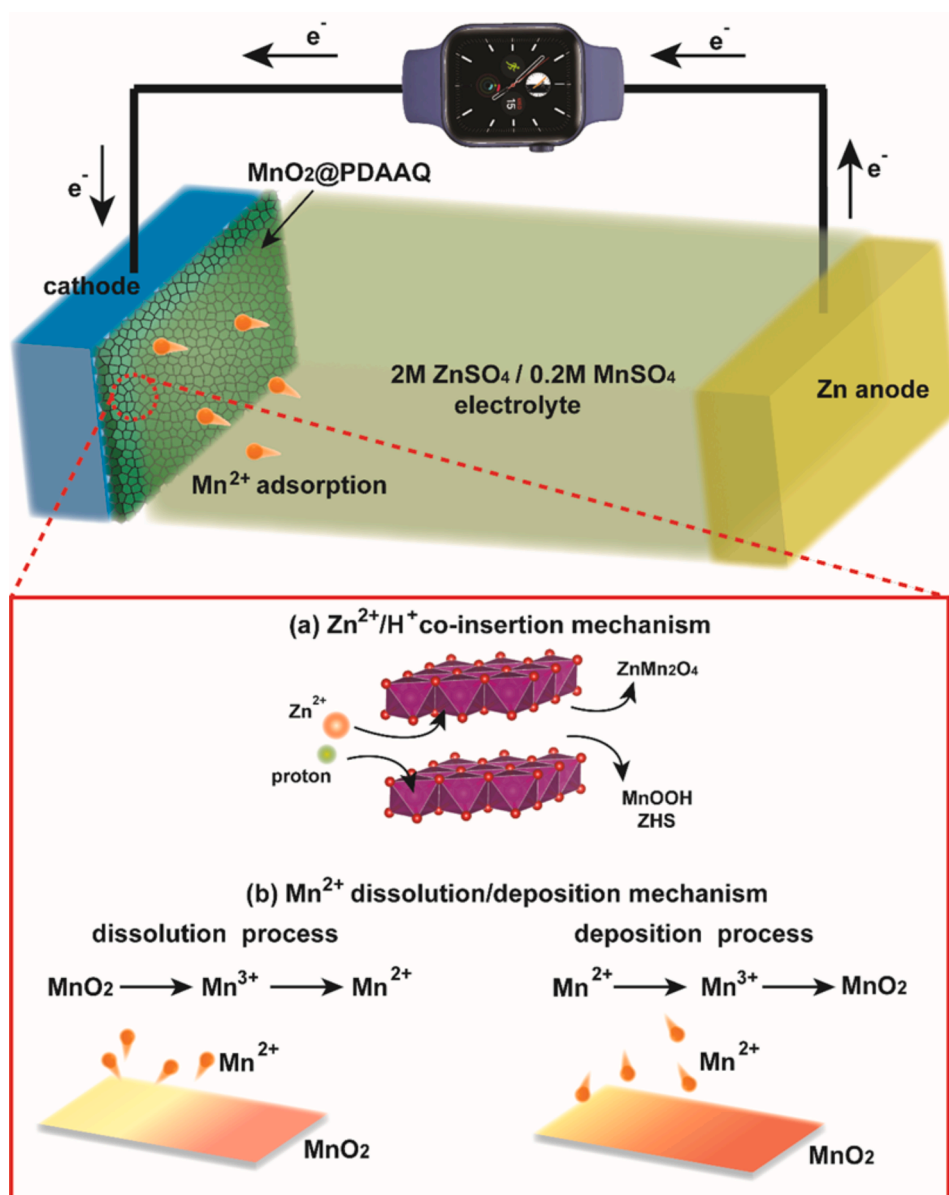 e⁻
e⁻
e⁻
e⁻
MnO₂@PDAAQ
cathode
2M ZnSO₄ / 0.2M MnSO₄
electrolyte
Zn anode
Mn²⁺ adsorption
15
(a) Zn²⁺/H⁺ co-insertion mechanism
ZnMn₂O₄
Zn²⁺
proton
MnOOH
ZHS
(b) Mn²⁺ dissolution/deposition mechanism
dissolution process
MnO₂ → Mn³⁺ → Mn²⁺
Mn²⁺
MnO₂
deposition process
Mn²⁺ → Mn³⁺ → MnO₂
Mn²⁺
MnO₂